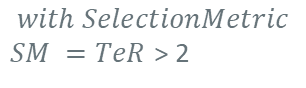 with SelectionMetric
SM = TeR > 2